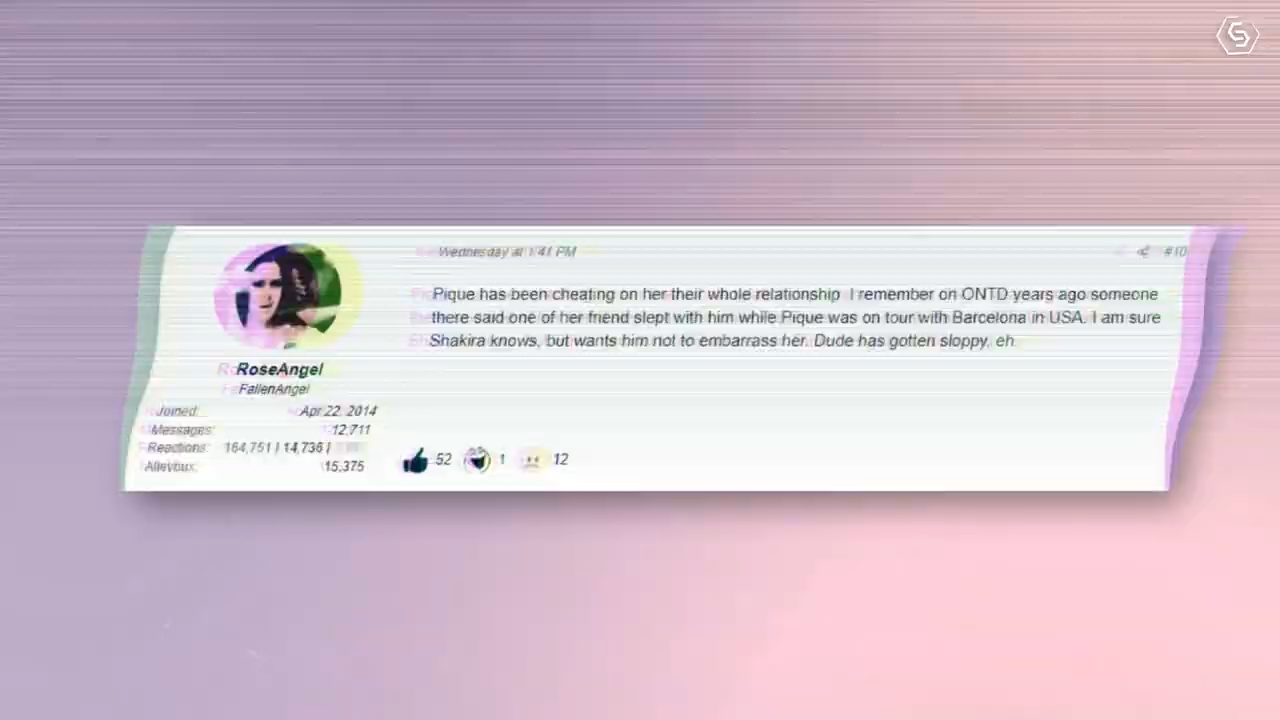 Wednesday at 1:41 PM
#10
Pique has been cheating on her their whole relationship I remember on ONTD years ago someone
there said one of her friend slept with him while Pique was on tour with Barcelona in USA. I am sure
Shakira knows, but wants him not to embarrass her. Dude has gotten sloppy, eh
RoseAngel
FallenAngel
Joined: Apr 22, 2014
Messages: 12,711
Reactions: 164,751 | 14,736 |
Alleybux: 15,375
52 1 12